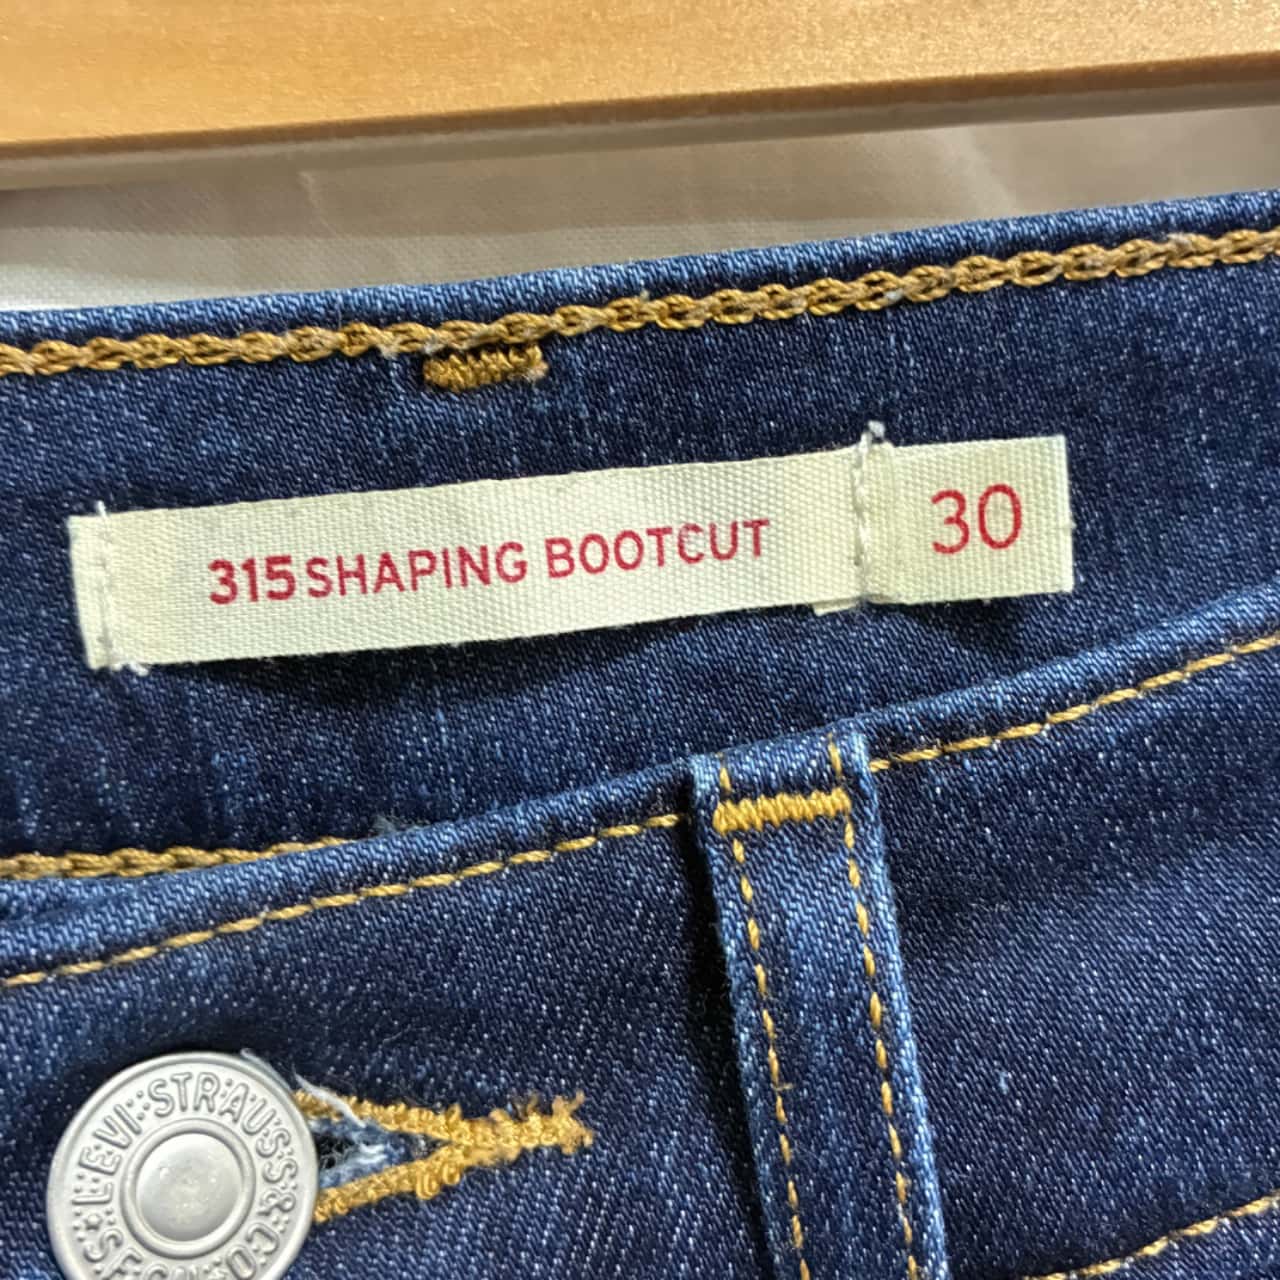 315 SHAPING BOOTCUT 30
LEVI STRAUSS & CO